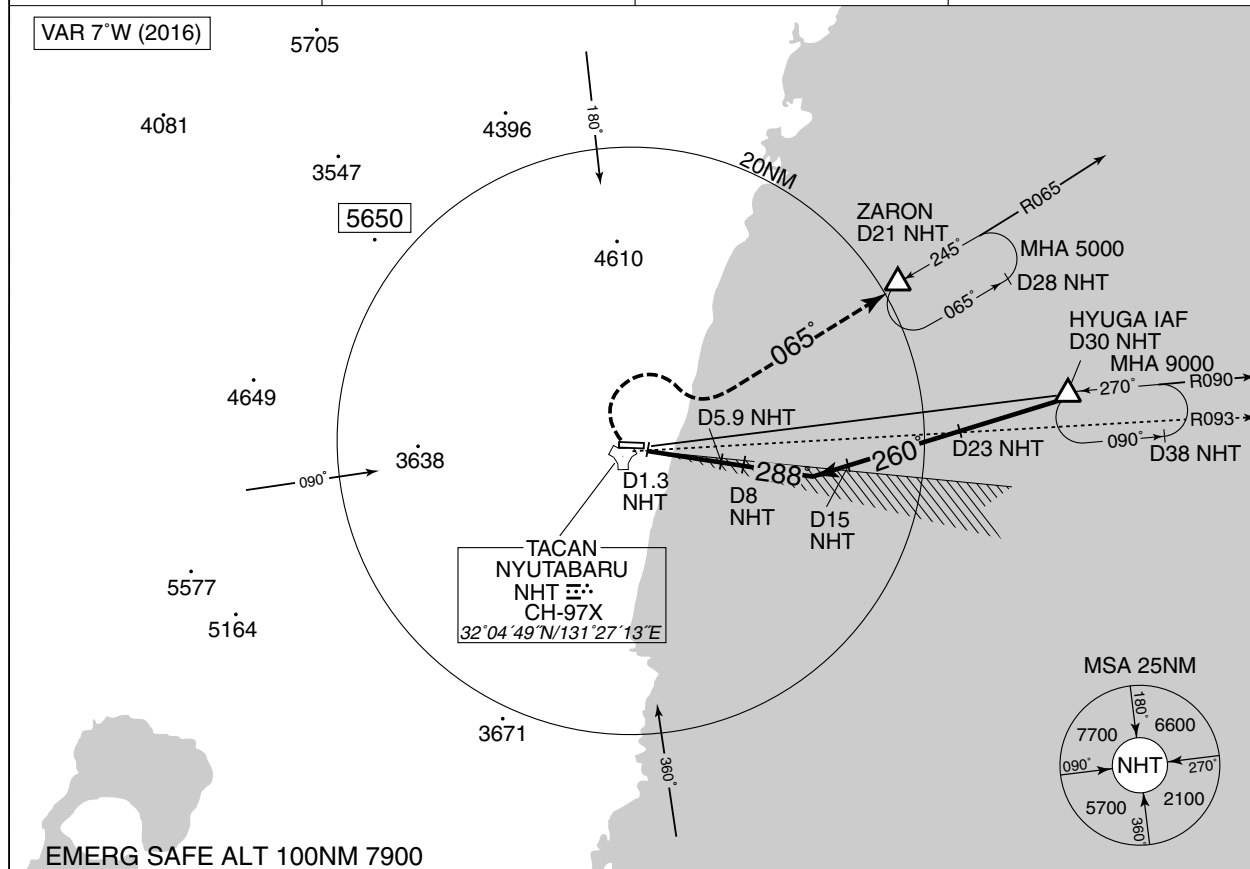 VAR 7°W (2016)
5705
4081
4396
3547
180°
20NM
5650
4610
ZARON
D21 NHT
R065
245°
MHA 5000
D28 NHT
065°
065°
HYUGA IAF
D30 NHT
MHA 9000
270°
R090
R093
090°
D38 NHT
4649
3638
090°
D5.9 NHT
D23 NHT
260°
288°
D1.3
NHT
D8
NHT
D15
NHT
TACAN
NYUTABARU
NHT
CH-97X
32°04´49˝N/131°27´13˝E
5577
5164
3671
360°
MSA 25NM
180°
7700
6600
090°
NHT
270°
5700
2100
360°
EMERG SAFE ALT 100NM 7900